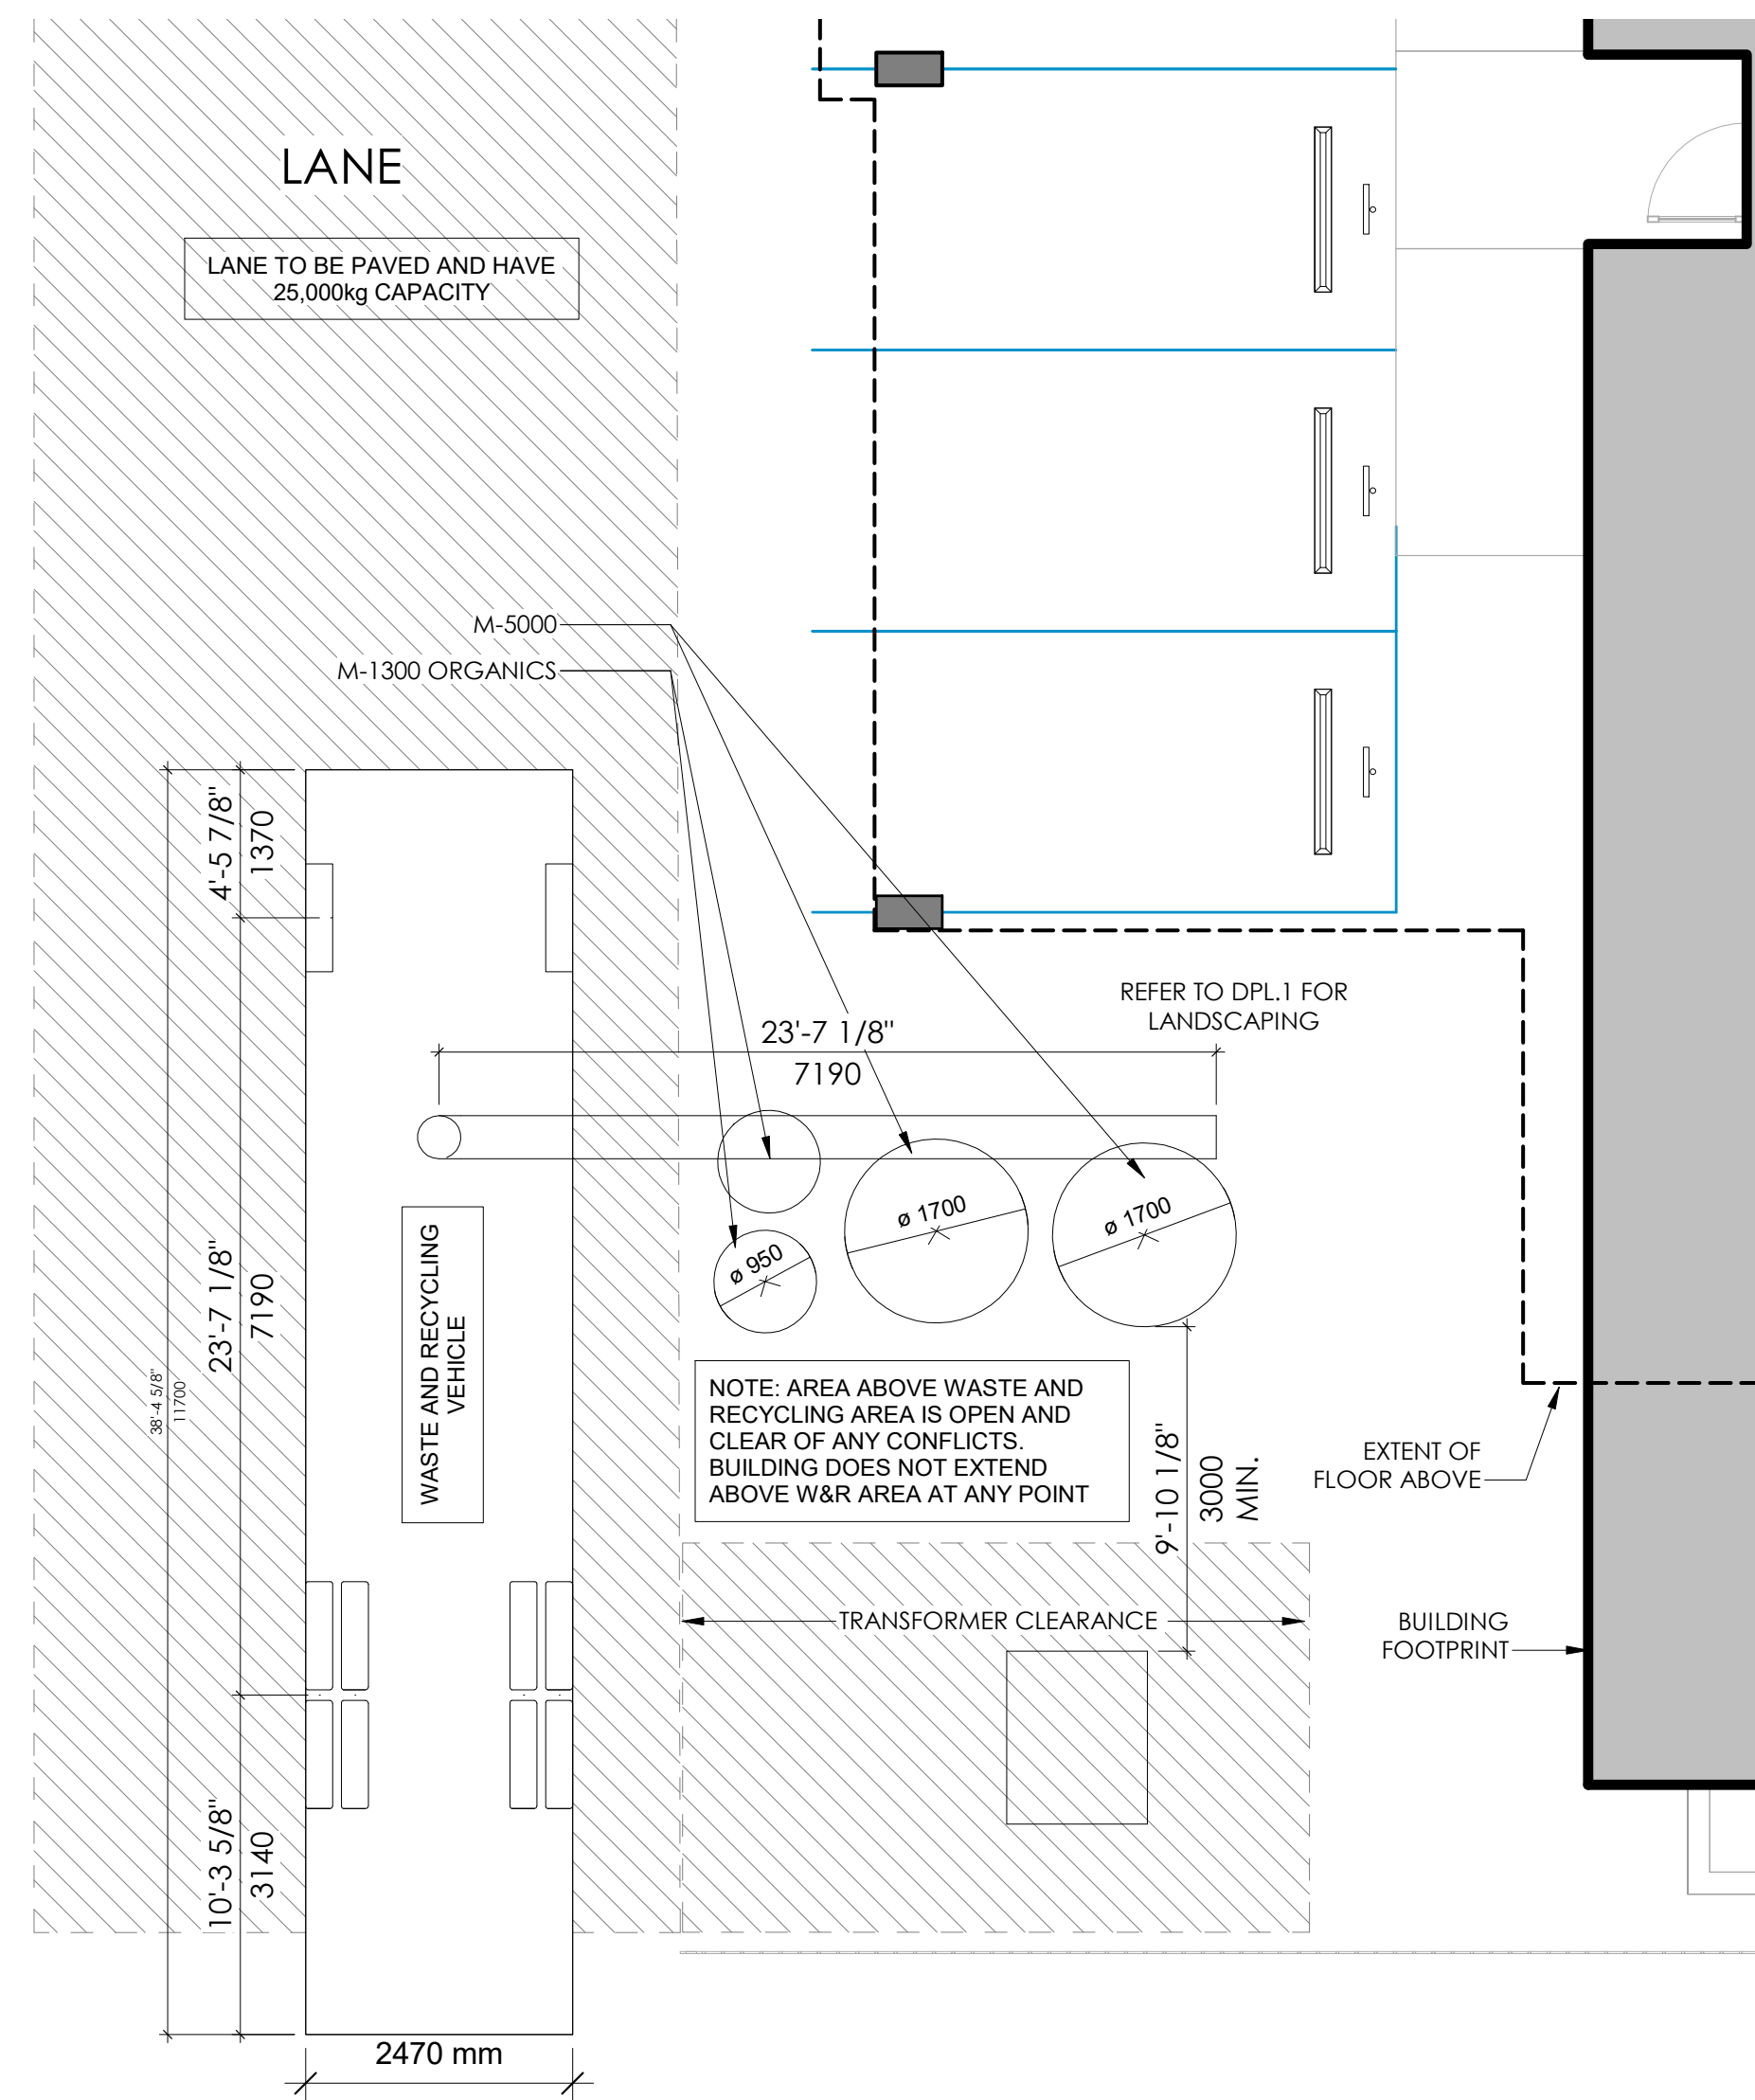 LANE
LANE TO BE PAVED AND HAVE
25,000kg CAPACITY
M-5000
M-1300 ORGANICS
4'-5 7/8"
1370
23'-7 1/8"
7190
REFER TO DPL.1 FOR
LANDSCAPING
ø 1700
ø 1700
ø 950
WASTE AND RECYCLING
VEHICLE
23'-7 1/8"
7190
38'-4 5/8"
11700
NOTE: AREA ABOVE WASTE AND
RECYCLING AREA IS OPEN AND
CLEAR OF ANY CONFLICTS.
BUILDING DOES NOT EXTEND
ABOVE W&R AREA AT ANY POINT
9'-10 1/8"
3000
MIN.
EXTENT OF
FLOOR ABOVE
TRANSFORMER CLEARANCE
BUILDING
FOOTPRINT
10'-3 5/8"
3140
2470 mm